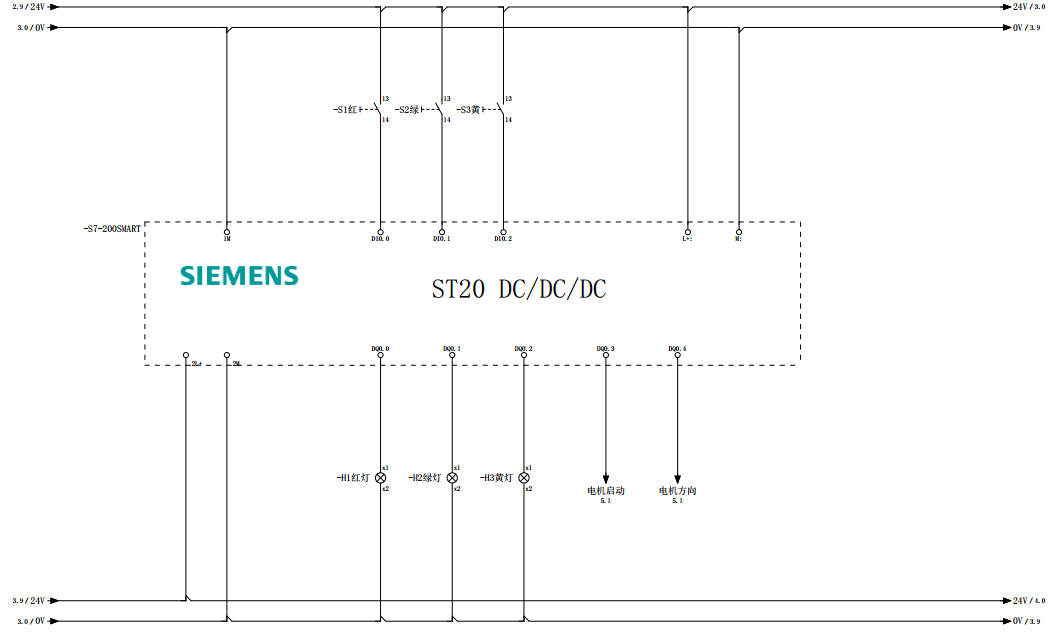 2.9/24V
24V/3.0
3.0/0V
0V/3.9
-S1红
13
14
-S2绿
13
14
-S3黄
13
14
-S7-200SMART
1M
DI0.0
DI0.1
DI0.2
L+:
M:
SIEMENS
ST20 DC/DC/DC
2L+
2M
DQ0.0
DQ0.1
DQ0.2
DQ0.3
DQ0.4
-H1红灯
x1
x2
-H2绿灯
x1
x2
-H3黄灯
x1
x2
电机启动
5.1
电机方向
5.1
3.9/24V
24V/4.0
3.0/0V
0V/3.9